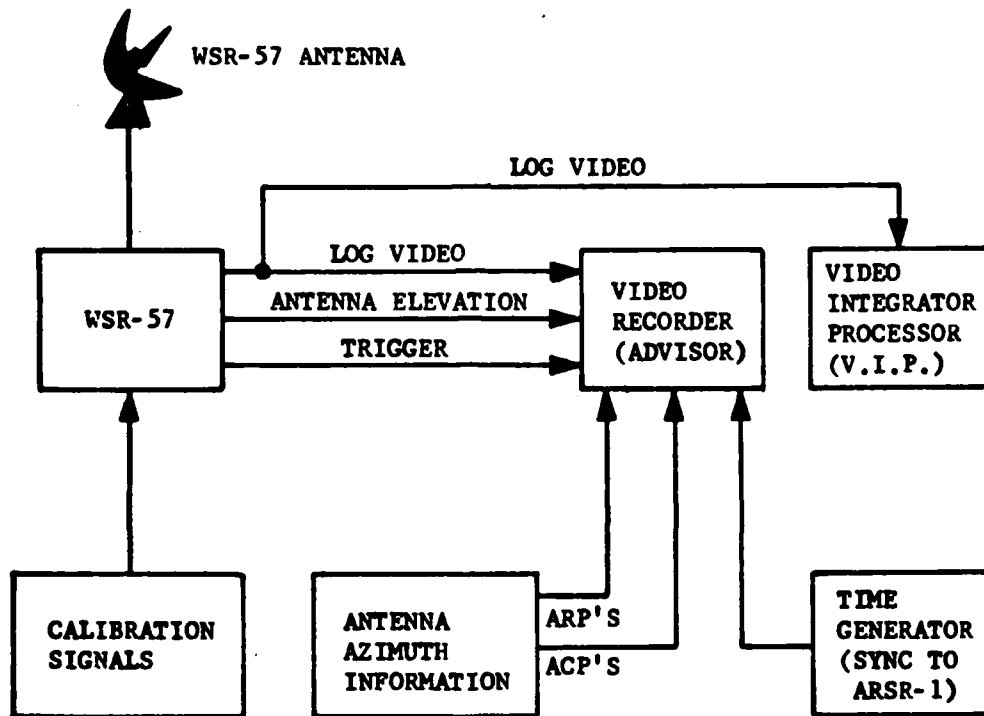 WSR-57 ANTENNA
LOG VIDEO
LOG VIDEO
ANTENNA ELEVATION
TRIGGER
WSR-57
VIDEO
RECORDER
(ADVISOR)
VIDEO
INTEGRATOR
PROCESSOR
(V.I.P.)
CALIBRATION
SIGNALS
ANTENNA
AZIMUTH
INFORMATION
ARP'S
ACP'S
TIME
GENERATOR
(SYNC TO
ARSR-1)